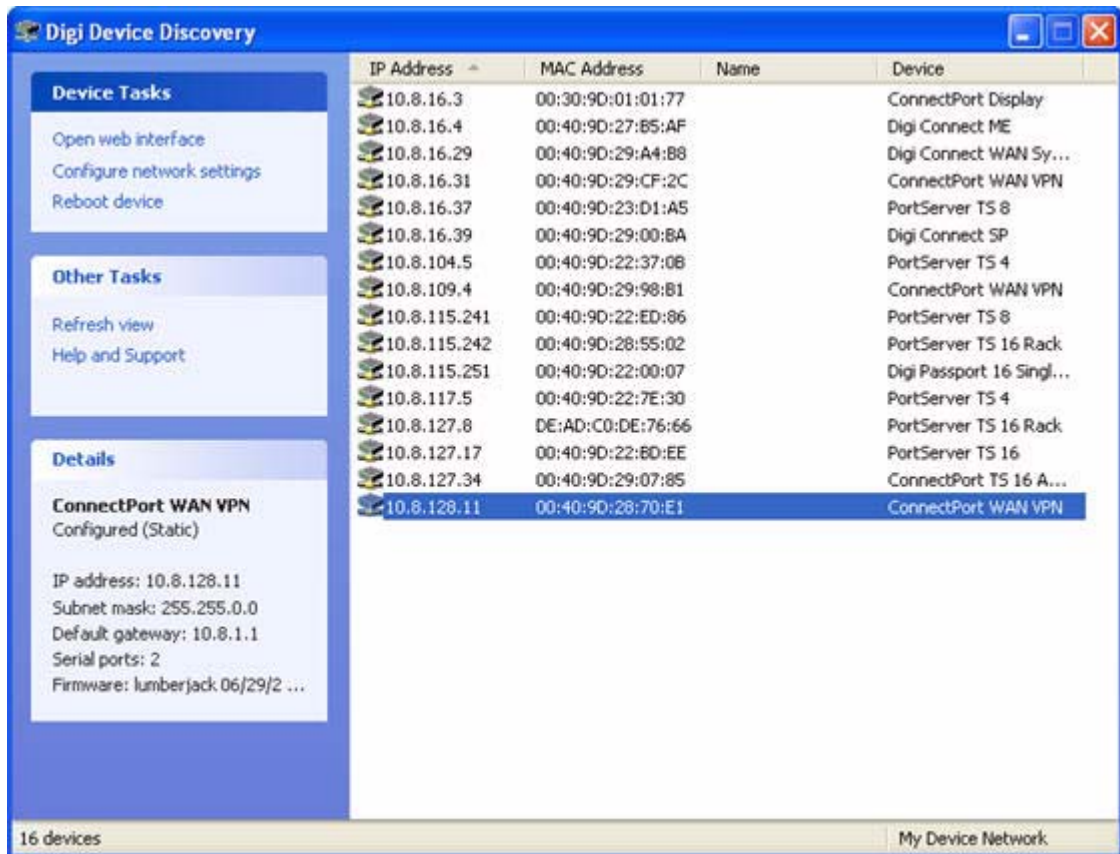 Digi Device Discovery
Device Tasks
Open web interface
Configure network settings
Reboot device
Other Tasks
Refresh view
Help and Support
Details
ConnectPort WAN VPN
Configured (Static)
IP address: 10.8.128.11
Subnet mask: 255.255.0.0
Default gateway: 10.8.1.1
Serial ports: 2
Firmware: lumberjack 06/29/2 ...
IP Address MAC Address Name Device
10.8.16.3 00:30:9D:01:01:77 ConnectPort Display
10.8.16.4 00:40:9D:27:B5:AF Digi Connect ME
10.8.16.29 00:40:9D:29:A4:B8 Digi Connect WAN Sy...
10.8.16.31 00:40:9D:29:CF:2C ConnectPort WAN VPN
10.8.16.37 00:40:9D:23:D1:A5 PortServer TS 8
10.8.16.39 00:40:9D:29:00:BA Digi Connect SP
10.8.104.5 00:40:9D:22:37:0B PortServer TS 4
10.8.109.4 00:40:9D:29:98:B1 ConnectPort WAN VPN
10.8.115.241 00:40:9D:22:ED:86 PortServer TS 8
10.8.115.242 00:40:9D:28:55:02 PortServer TS 16 Rack
10.8.115.251 00:40:9D:22:00:07 Digi Passport 16 Singl...
10.8.117.5 00:40:9D:22:7E:30 PortServer TS 4
10.8.127.8 DE:AD:C0:DE:76:66 PortServer TS 16 Rack
10.8.127.17 00:40:9D:22:BD:EE PortServer TS 16
10.8.127.34 00:40:9D:29:07:85 ConnectPort TS 16 A...
10.8.128.11 00:40:9D:28:70:E1 ConnectPort WAN VPN
16 devices My Device Network